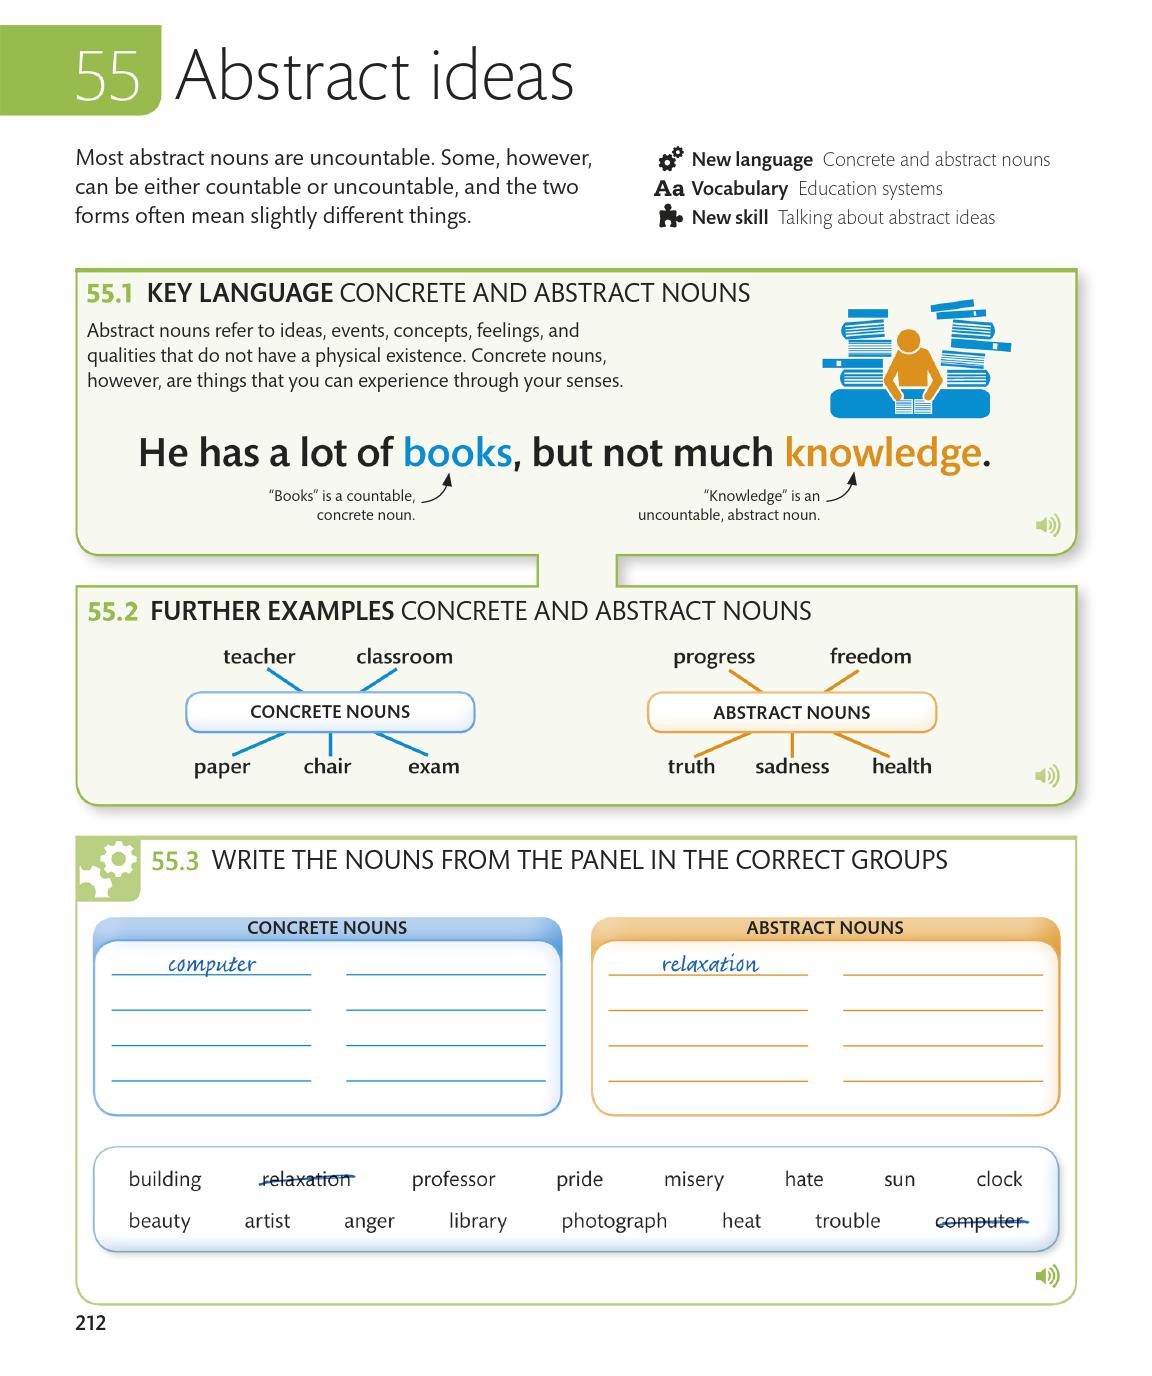 55 Abstract ideas
Most abstract nouns are uncountable. Some, however,
can be either countable or uncountable, and the two
forms often mean slightly different things.
New language Concrete and abstract nouns
Aa Vocabulary Education systems
New skill Talking about abstract ideas
55.1 KEY LANGUAGE CONCRETE AND ABSTRACT NOUNS
Abstract nouns refer to ideas, events, concepts, feelings, and
qualities that do not have a physical existence. Concrete nouns,
however, are things that you can experience through your senses.
He has a lot of books, but not much knowledge.
“Books” is a countable,
concrete noun.
“Knowledge” is an
uncountable, abstract noun.
55.2 FURTHER EXAMPLES CONCRETE AND ABSTRACT NOUNS
teacher classroom
CONCRETE NOUNS
paper chair exam
progress freedom
ABSTRACT NOUNS
truth sadness health
55.3 WRITE THE NOUNS FROM THE PANEL IN THE CORRECT GROUPS
CONCRETE NOUNS
computer
ABSTRACT NOUNS
relaxation
building relaxation professor pride misery hate sun clock
beauty artist anger library photograph heat trouble computer
212